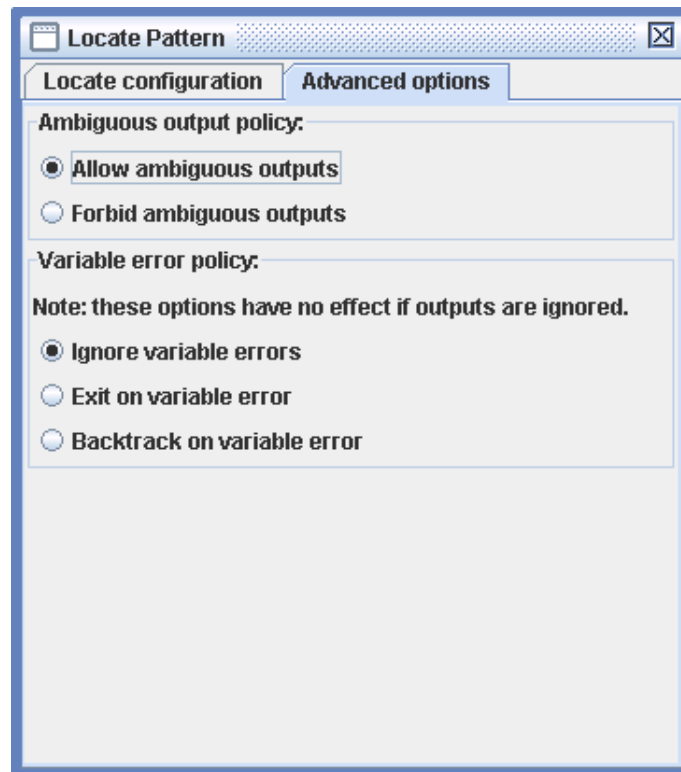 Locate Pattern
Locate configuration
Advanced options
Ambiguous output policy:
Allow ambiguous outputs
Forbid ambiguous outputs
Variable error policy:
Note: these options have no effect if outputs are ignored.
Ignore variable errors
Exit on variable error
Backtrack on variable error